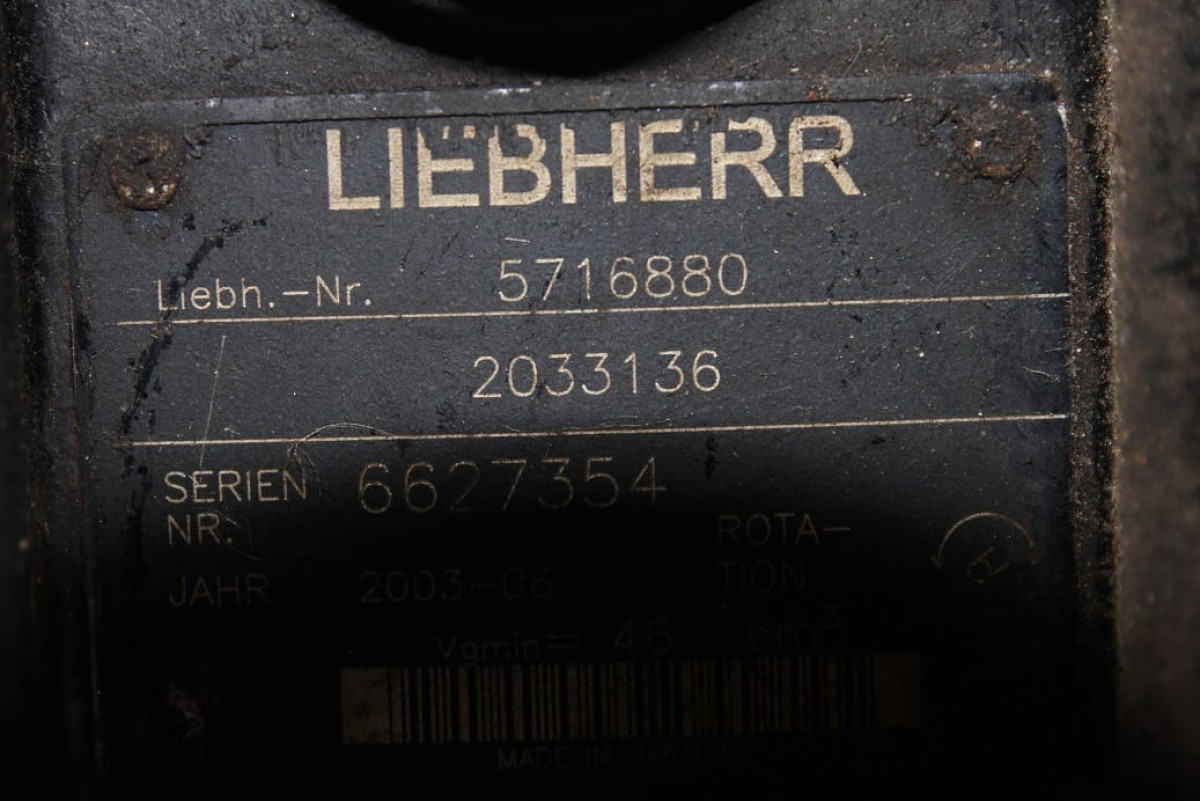 LIEBHERR
Liebh.-Nr. 5716880
2033136
SERIEN NR. 6627354
ROTA-
TION
JAHR 2003-06
Vgmin= 46 cm³
MADE IN GERMANY